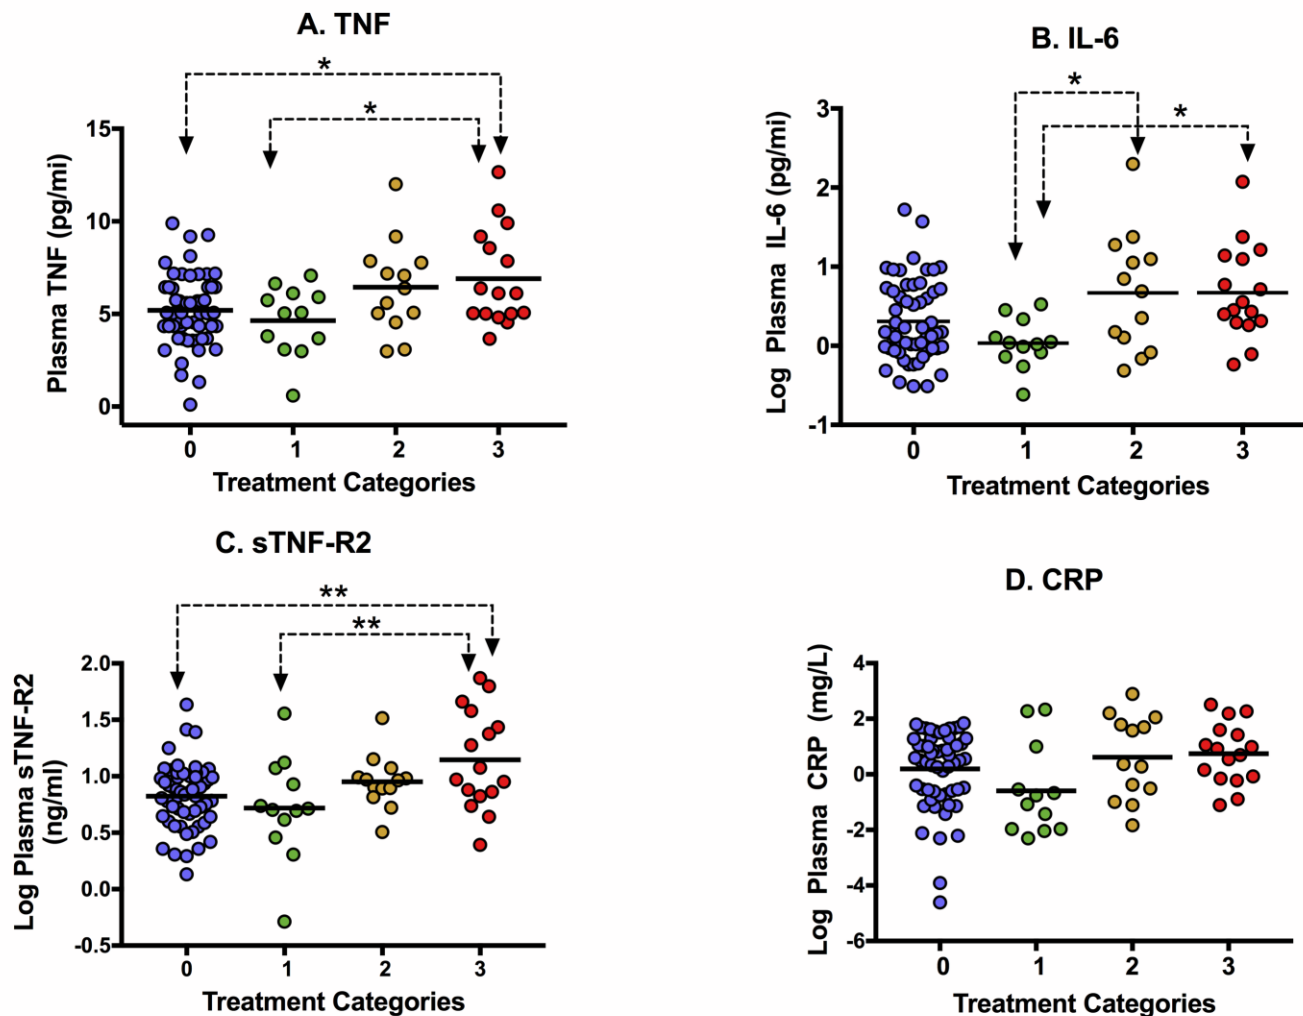 A. TNF
*
*
Plasma TNF (pg/mi)
15
10
5
0
0 1 2 3
Treatment Categories
B. IL-6
*
*
Log Plasma IL-6 (pg/mi)
3
2
1
0
-1
0 1 2 3
Treatment Categories
C. sTNF-R2
**
**
Log Plasma sTNF-R2
(ng/ml)
2.0
1.5
1.0
0.5
0.0
-0.5
0 1 2 3
Treatment Categories
D. CRP
Log Plasma CRP (mg/L)
4
2
0
-2
-4
-6
0 1 2 3
Treatment Categories